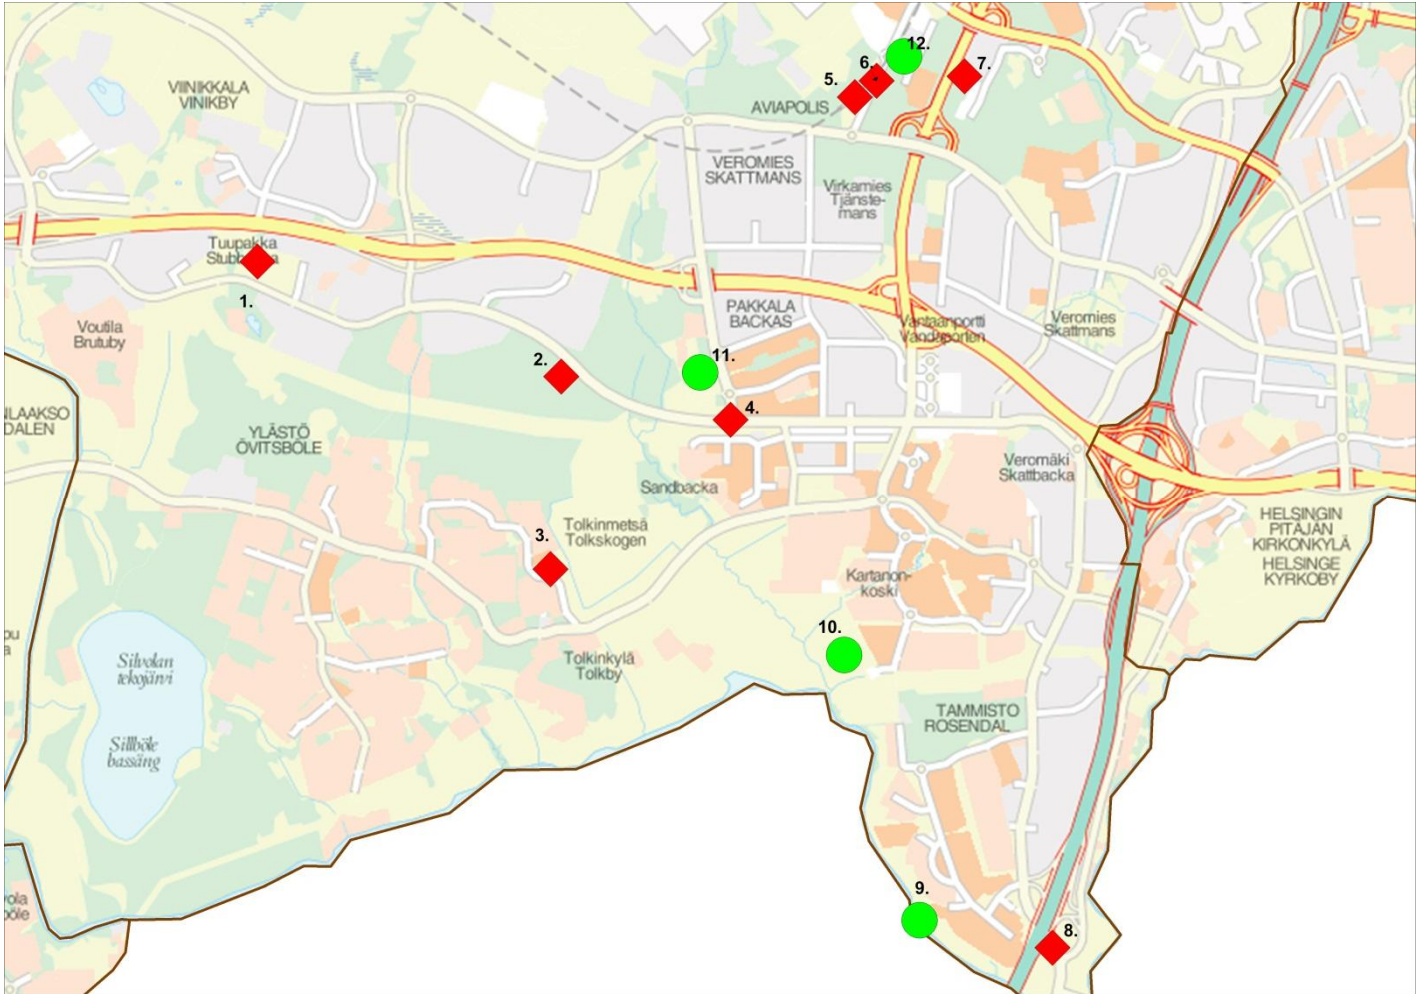 12.
6.
7.
5.
VIINIKKALA
VINIKBY
AVIAPOLIS
VEROMIES
SKATTMANS
Virkamies
Tjänste-
mans
Tuupakka
1.
PAKKALA
BACKAS
Voutila
Brutuby
Vantaanportti
Vandaporten
Veromies
Skattmans
2.
11.
4.
NLAAKSO
DALEN
YLÄSTÖ
ÖVITSBÖLE
Veromäki
Skattbacka
Sandbacka
3.
Tolkinmetsä
Tolkskogen
HELSINGIN
PITÄJÄN
KIRKONKYLÄ
HELSINGE
KYRKOBY
Kartanon-
koski
10.
Silvolan
tekojärvi
Tolkinkylä
Tolkby
TAMMISTO
ROSENDAL
Sillböle
bassäng
9.
8.